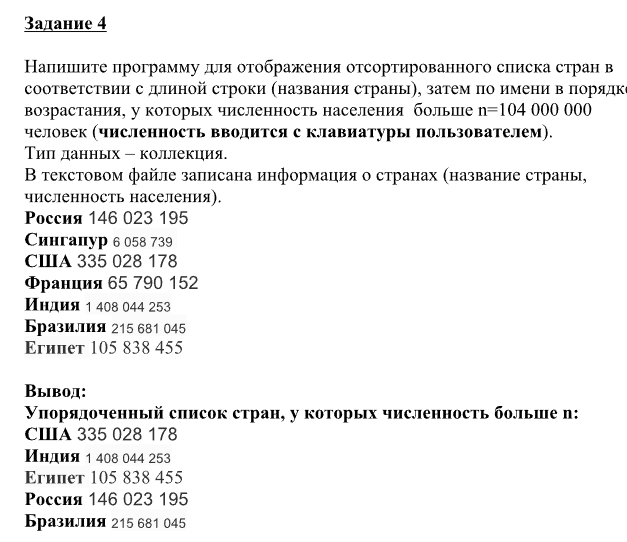 Задание 4
Напишите программу для отображения отсортированного списка стран в
соответствии с длиной строки (названия страны), затем по имени в порядке
возрастания, у которых численность населения больше n=104 000 000
человек (численность вводится с клавиатуры пользователем).
Тип данных – коллекция.
В текстовом файле записана информация о странах (название страны,
численность населения).
Россия 146 023 195
Сингапур 6 058 739
США 335 028 178
Франция 65 790 152
Индия 1 408 044 253
Бразилия 215 681 045
Египет 105 838 455
Вывод:
Упорядоченный список стран, у которых численность больше n:
США 335 028 178
Индия 1 408 044 253
Египет 105 838 455
Россия 146 023 195
Бразилия 215 681 045